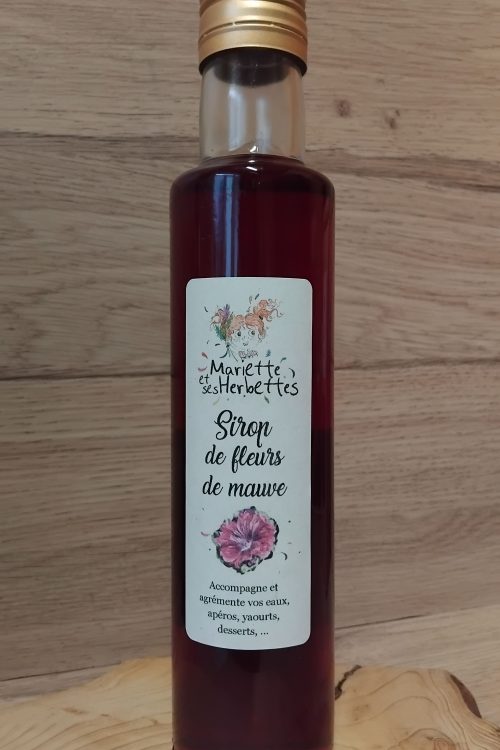 Mariette
et ses Herbettes
Sirop
de fleurs
de mauve
Accompagne et
agrémente vos eaux,
apéros, yaourts,
desserts, ...